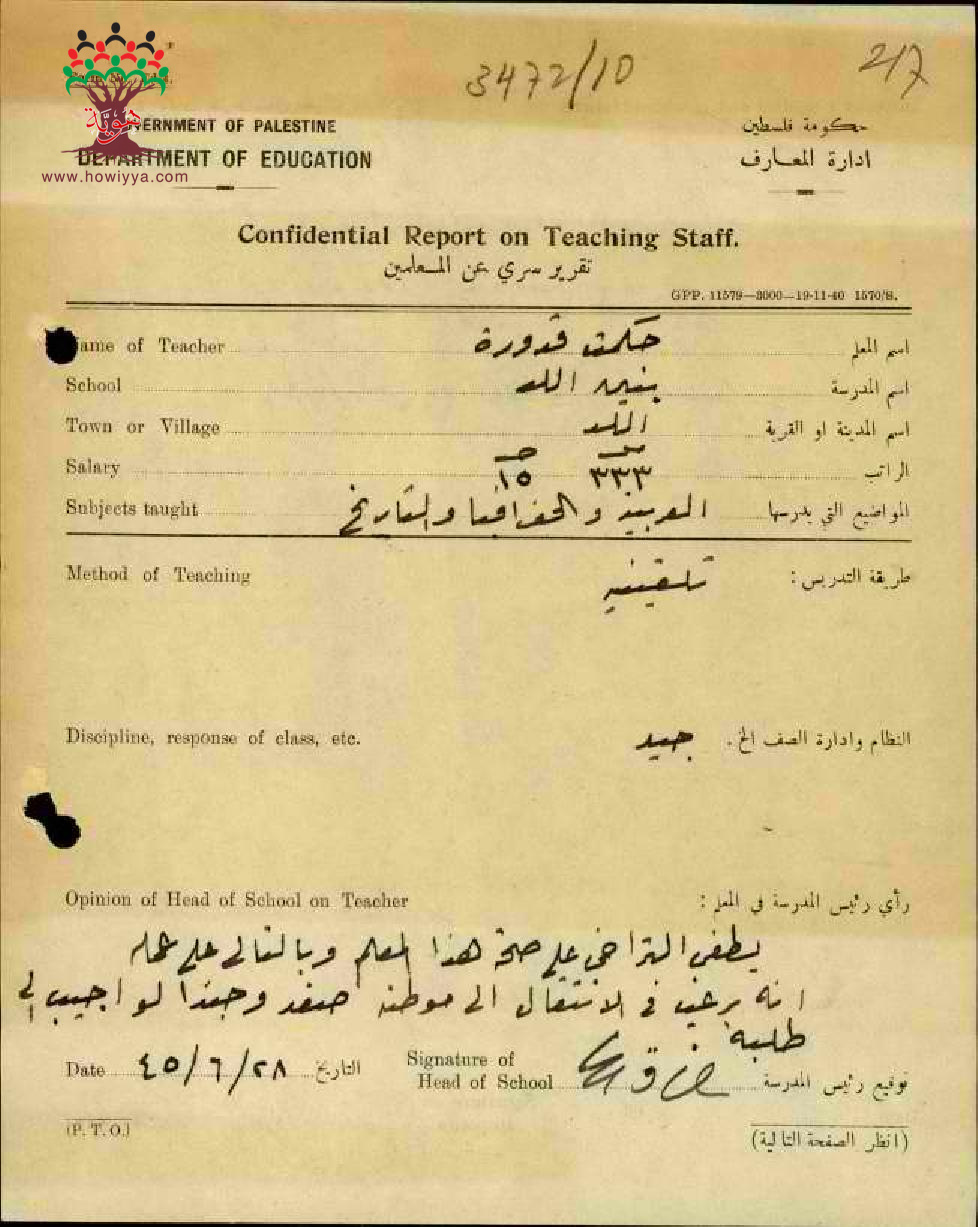 3472/10
217
هوية
GOVERNMENT OF PALESTINE
حكومة فلسطين
DEPARTMENT OF EDUCATION
ادارة المعارف
www.howiyya.com
Confidential Report on Teaching Staff.
تقرير سري عن المعلمين
GPP. 11579—3000—19-11-40 1570/S.
Name of Teacher حكمت قدورة اسم المعلم
School بنين اللد اسم المدرسة
Town or Village اللد اسم المدينة او القرية
Salary ٣٣٣ ١٥ الراتب
Subjects taught العربية والجغرافيا والتاريخ المواضيع التي يدرسها
Method of Teaching تلقينية طريقة التدريس :
Discipline, response of class, etc. جيد النظام وادارة الصف الخ .
Opinion of Head of School on Teacher رأي رئيس المدرسة في المعلم :
يطغى التراخي على صحة هذا المعلم وبالتالي على عمله
انه يرغب في الانتقال الى موطنه صفد وحبذا لو اجيب الى
طلبه
Date ٤٥/٦/٢٨ التاريخ
Signature of
Head of School توقيع رئيس المدرسة
(P. T. O.)
(انظر الصفحة التالية)